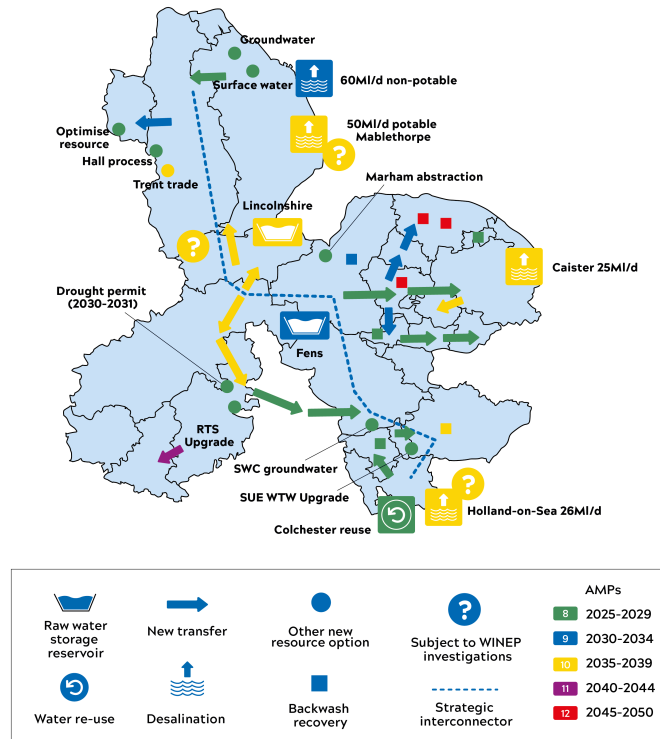 Groundwater
Surface water
60Ml/d non-potable
50Ml/d potable
Mablethorpe
?
Optimise
resource
Hall process
Trent trade
Marham abstraction
Lincolnshire
?
Caister 25Ml/d
Drought permit
(2030-2031)
Fens
RTS
Upgrade
SWC groundwater
SUE WTW Upgrade
?
Holland-on-Sea 26Ml/d
Colchester reuse
Raw water
storage
reservoir
New transfer
Other new
resource option
?
Subject to WINEP
investigations
Water re-use
Desalination
Backwash
recovery
Strategic
interconnector
AMPs
8 2025-2029
9 2030-2034
10 2035-2039
11 2040-2044
12 2045-2050